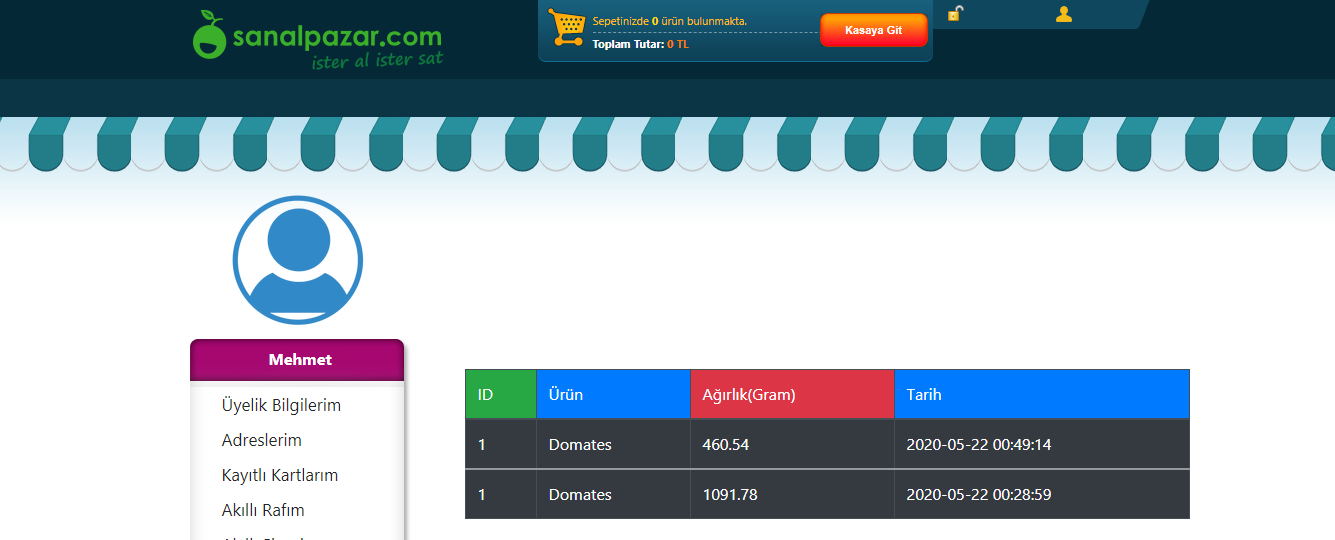 sanalpazar.com
ister al ister sat
Sepetinizde 0 ürün bulunmakta.
Toplam Tutar: 0 TL
Kasaya Git
Mehmet
Üyelik Bilgilerim
Adreslerim
Kayıtlı Kartlarım
Akıllı Rafım
ID Ürün Ağırlık(Gram) Tarih
1 Domates 460.54 2020-05-22 00:49:14
1 Domates 1091.78 2020-05-22 00:28:59